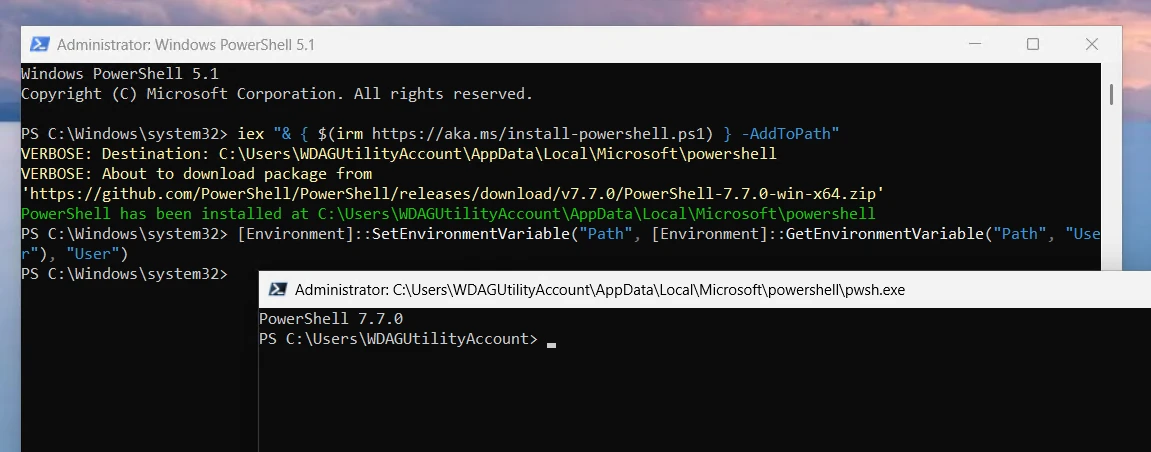 Administrator: Windows PowerShell 5.1
Windows PowerShell 5.1
Copyright (C) Microsoft Corporation. All rights reserved.
PS C:\Windows\system32> iex "& { $(irm https://aka.ms/install-powershell.ps1) } -AddToPath"
VERBOSE: Destination: C:\Users\WDAGUtilityAccount\AppData\Local\Microsoft\powershell
VERBOSE: About to download package from
'https://github.com/PowerShell/PowerShell/releases/download/v7.7.0/PowerShell-7.7.0-win-x64.zip'
PowerShell has been installed at C:\Users\WDAGUtilityAccount\AppData\Local\Microsoft\powershell
PS C:\Windows\system32> [Environment]::SetEnvironmentVariable("Path", [Environment]::GetEnvironmentVariable("Path", "Use
r"), "User")
PS C:\Windows\system32>
Administrator: C:\Users\WDAGUtilityAccount\AppData\Local\Microsoft\powershell\pwsh.exe
PowerShell 7.7.0
PS C:\Users\WDAGUtilityAccount>